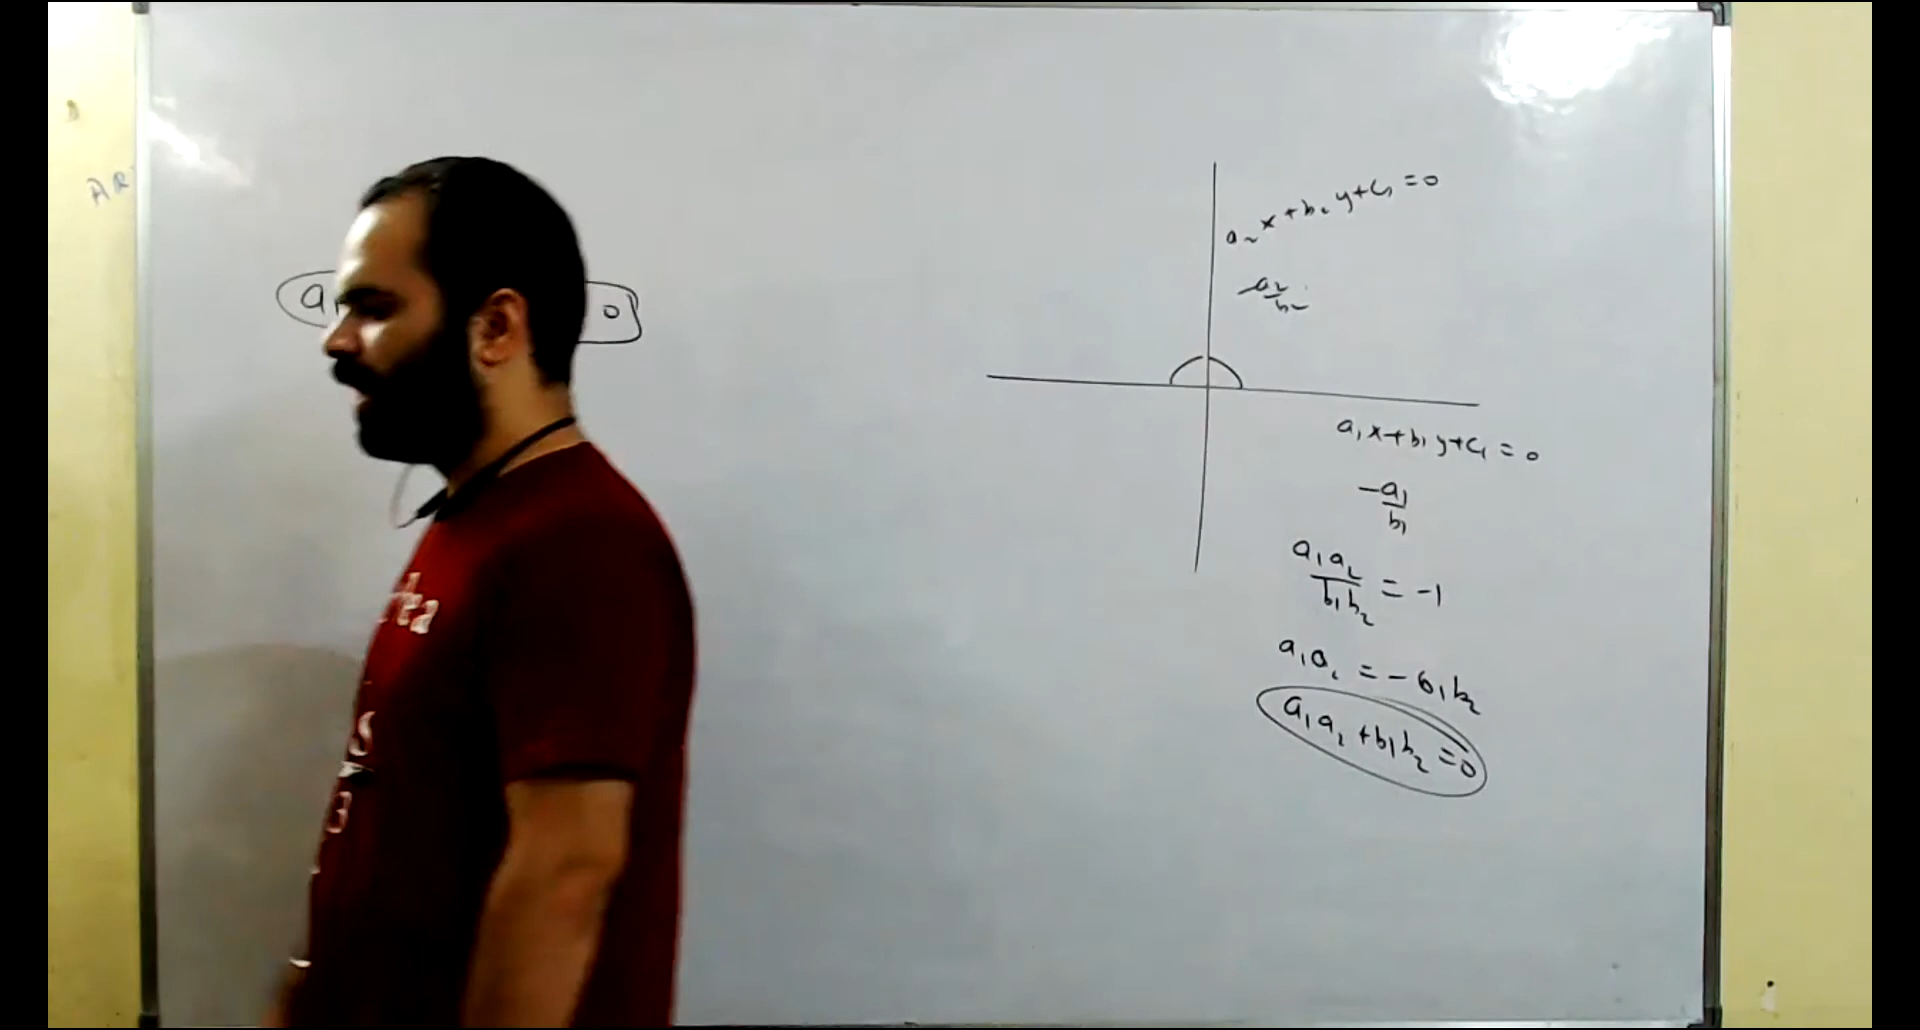 a₂x+b₂y+c₁=0
-a₂/b₂
a₁x+b₁y+c₁=0
-a₁/b₁
a₁a₂/b₁b₂ = -1
a₁a₂ = -b₁b₂
a₁a₂+b₁b₂=0